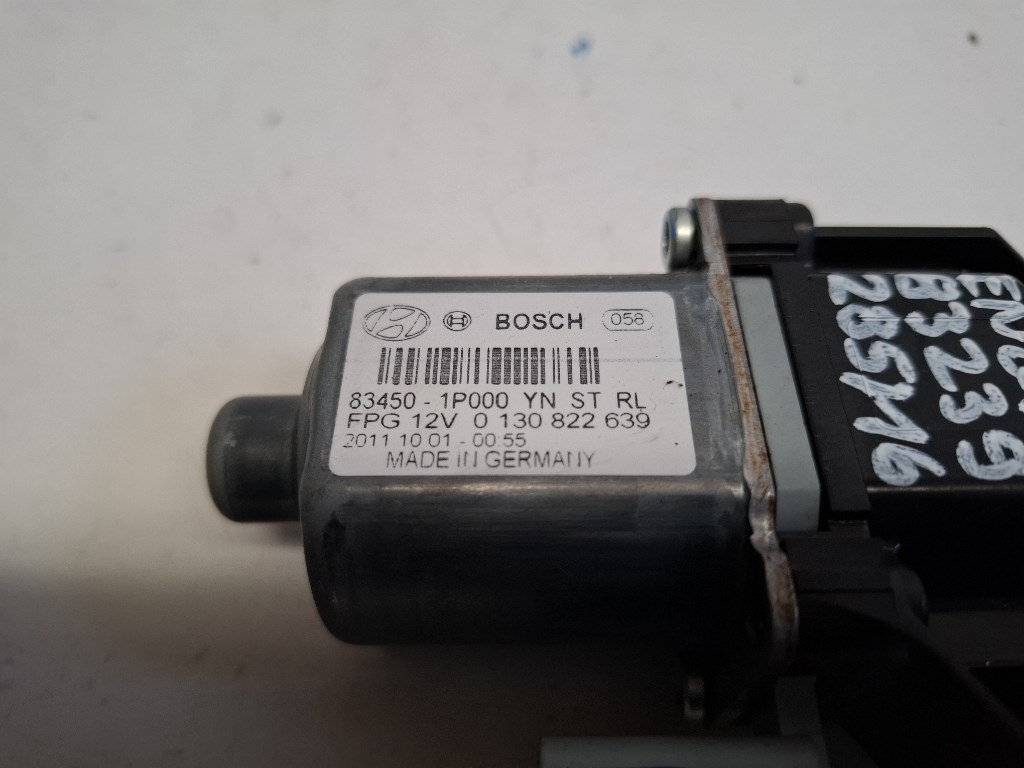 BOSCH 058
83450 - 1P000 YN ST RL
FPG 12V 0 130 822 639
2011 10 01 - 00:55
MADE IN GERMANY
B3239